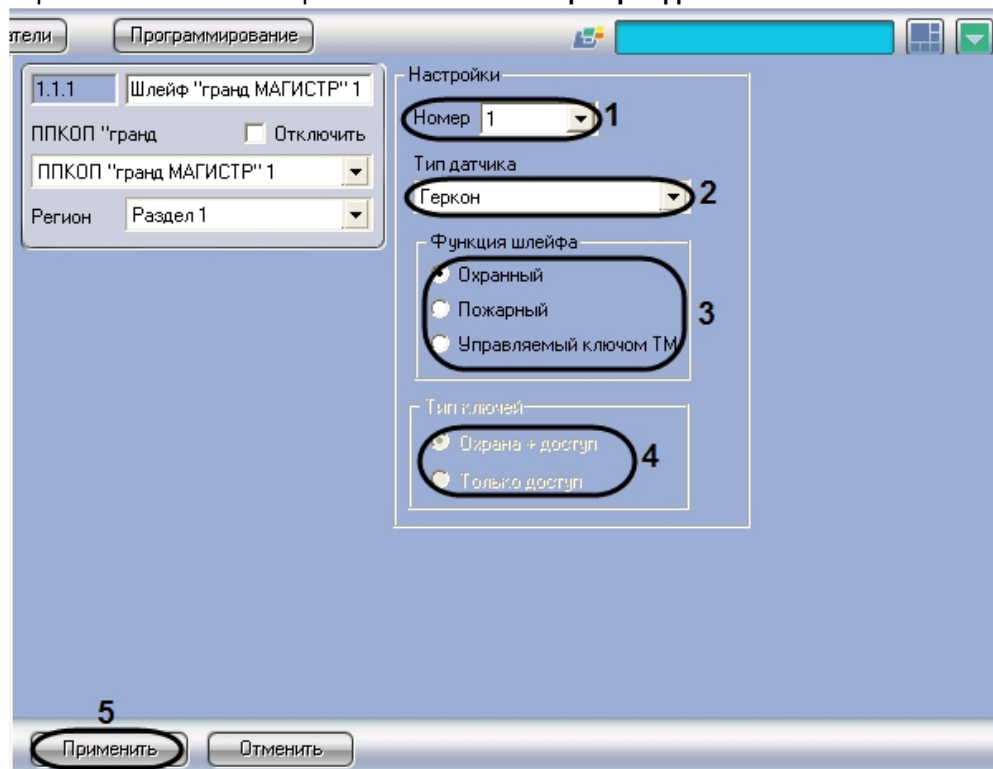 атели Программирование
1.1.1 Шлейф "гранд МАГИСТР" 1
ППКОП "гранд Отключить
ППКОП "гранд МАГИСТР" 1
Регион Раздел 1
Настройки
Номер 1 1
Тип датчика
Геркон 2
Функция шлейфа
Охранный
Пожарный
Управляемый ключом ТМ
3
Тип ключей
Охрана + доступ
Только доступ
4
5
Применить Отменить